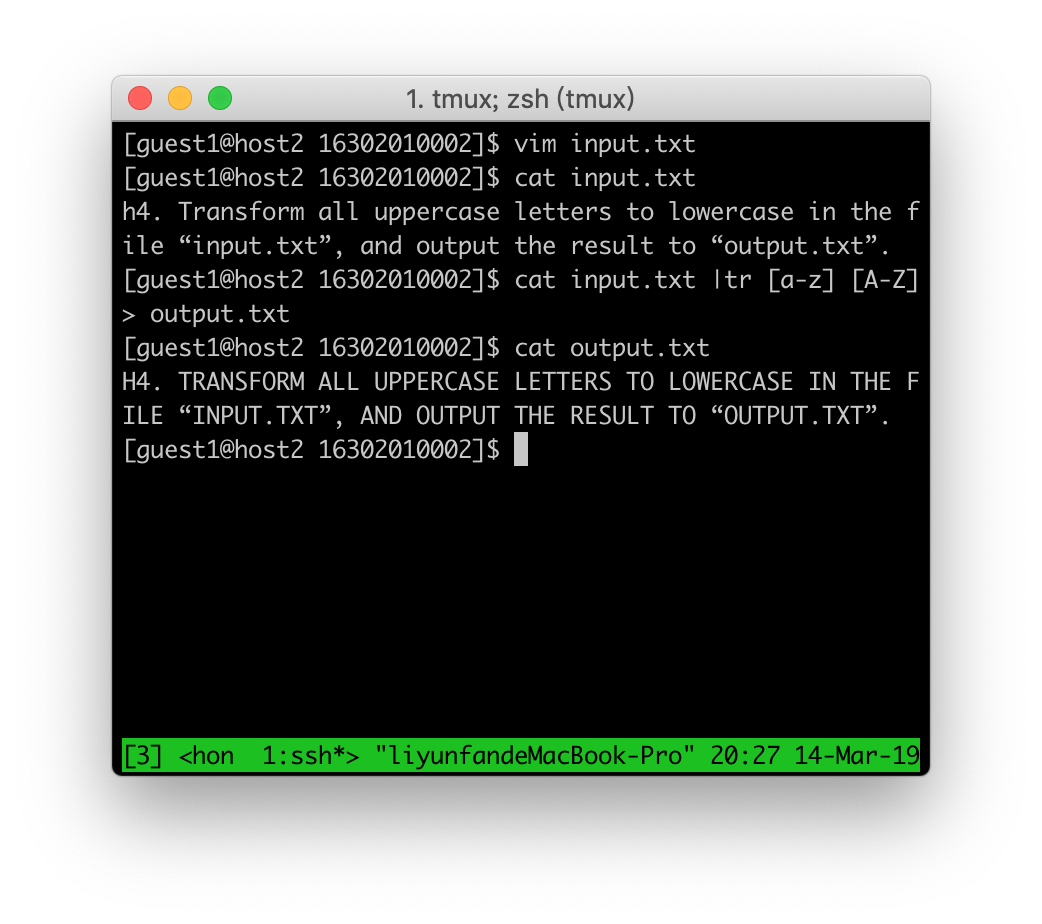 1. tmux; zsh (tmux)
[guest1@host2 16302010002]$ vim input.txt
[guest1@host2 16302010002]$ cat input.txt
h4. Transform all uppercase letters to lowercase in the f
ile “input.txt”, and output the result to “output.txt”.
[guest1@host2 16302010002]$ cat input.txt |tr [a-z] [A-Z]
> output.txt
[guest1@host2 16302010002]$ cat output.txt
H4. TRANSFORM ALL UPPERCASE LETTERS TO LOWERCASE IN THE F
ILE “INPUT.TXT”, AND OUTPUT THE RESULT TO “OUTPUT.TXT”.
[guest1@host2 16302010002]$
[3] <hon  1:ssh*> "liyunfandeMacBook-Pro" 20:27 14-Mar-19